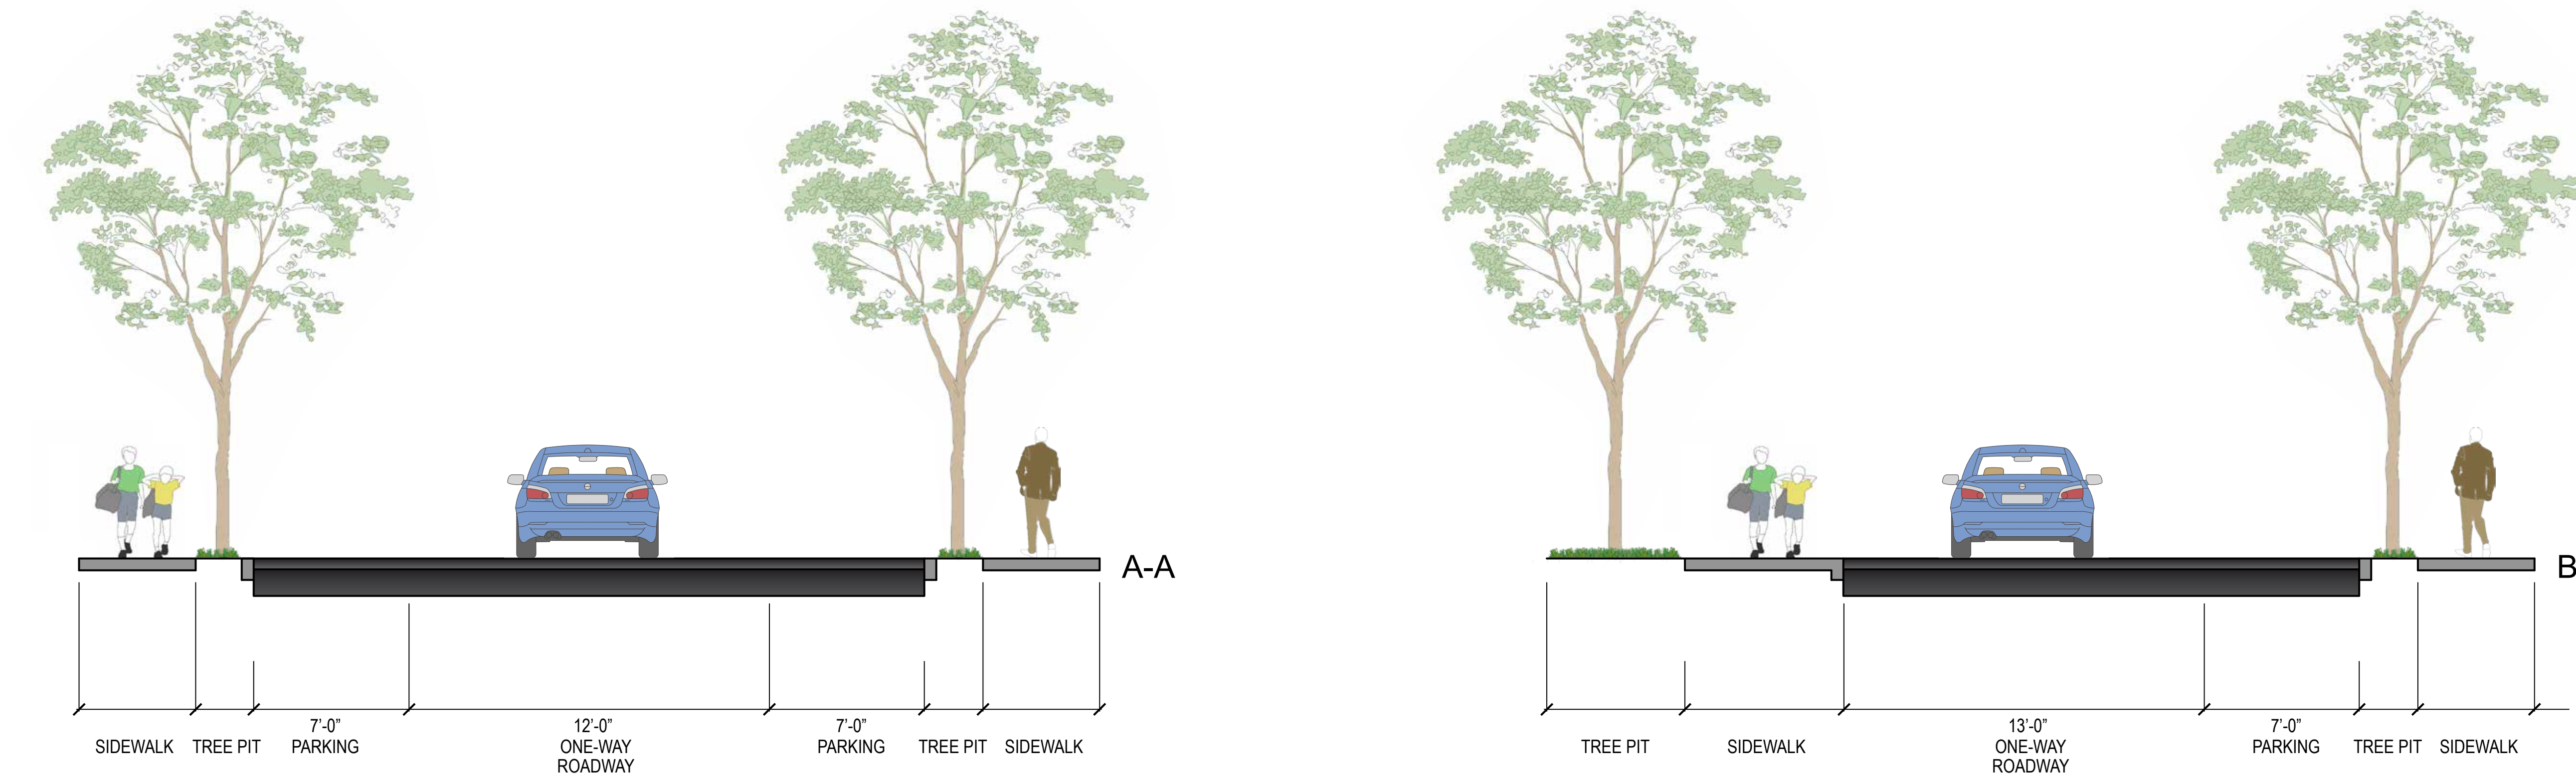 A-A
B
7’-0”
12’-0”
7’-0”
SIDEWALK TREE PIT PARKING ONE-WAY PARKING TREE PIT SIDEWALK
ROADWAY
13’-0”
7’-0”
TREE PIT SIDEWALK ONE-WAY PARKING TREE PIT SIDEWALK
ROADWAY